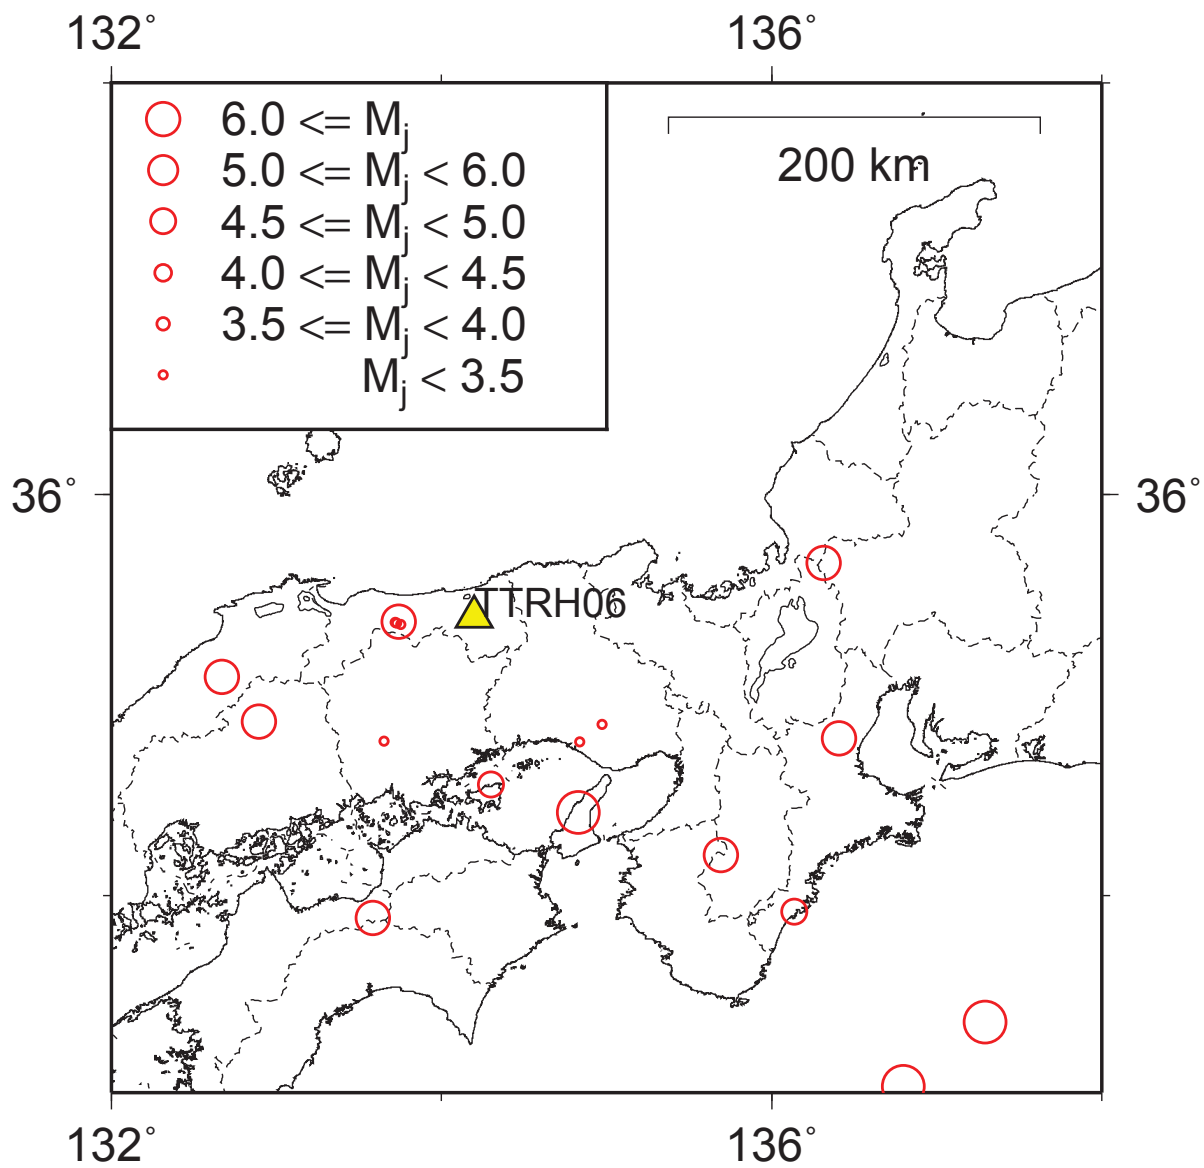 132° 136°
6.0 <= Mj
5.0 <= Mj < 6.0
4.5 <= Mj < 5.0
4.0 <= Mj < 4.5
3.5 <= Mj < 4.0
Mj < 3.5
200 km
36° 36°
TTRH06
132° 136°